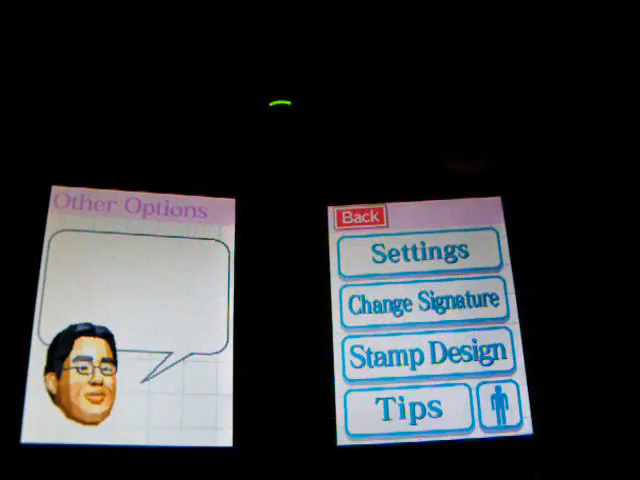 Other Options
Back
Settings
Change Signature
Stamp Design
Tips